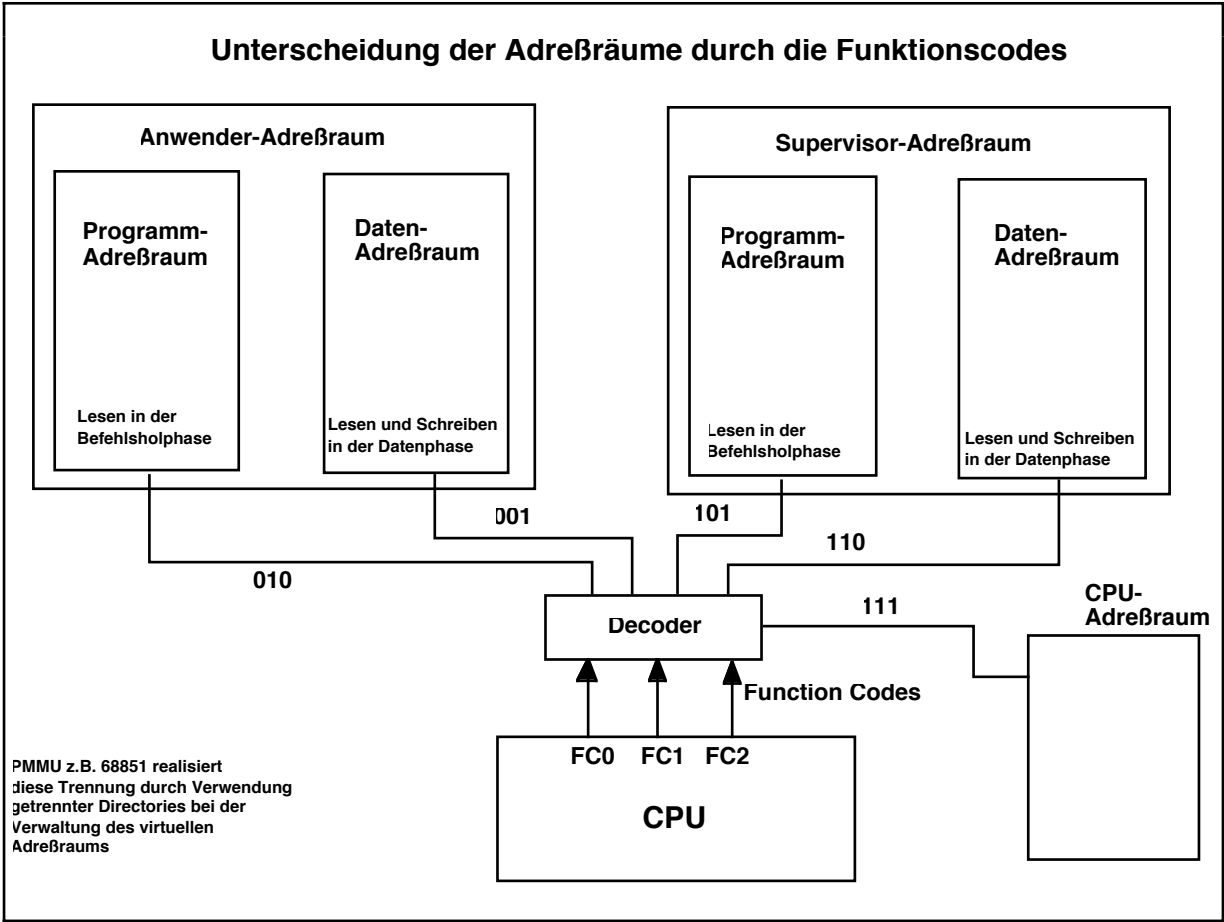 Unterscheidung der Adreßräume durch die Funktionscodes
Anwender-Adreßraum
Programm-
Adreßraum
Lesen in der
Befehlsholphase
Daten-
Adreßraum
Lesen und Schreiben
in der Datenphase
Supervisor-Adreßraum
Programm-
Adreßraum
Lesen in der
Befehlsholphase
Daten-
Adreßraum
Lesen und Schreiben
in der Datenphase
010
001
101
110
111
Decoder
CPU-
Adreßraum
Function Codes
FC0 FC1 FC2
CPU
PMMU z.B. 68851 realisiert
diese Trennung durch Verwendung
getrennter Directories bei der
Verwaltung des virtuellen
Adreßraums